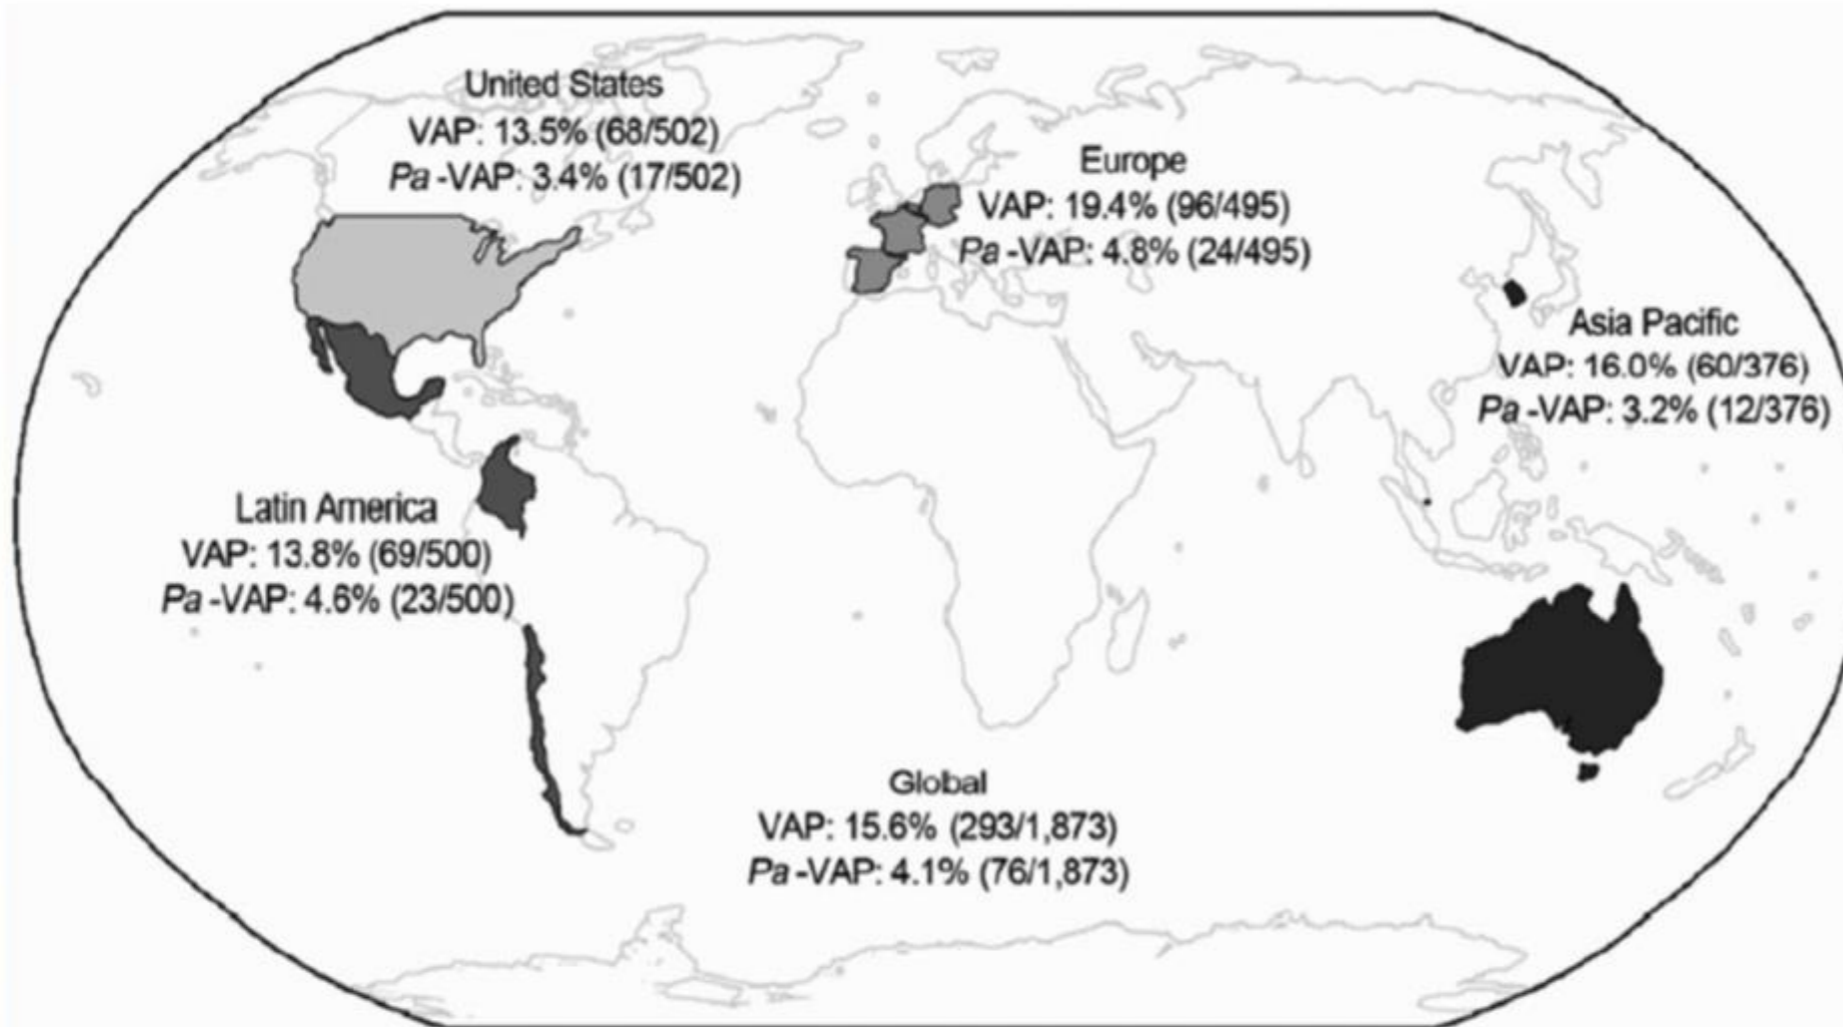 United States
VAP: 13.5% (68/502)
Pa-VAP: 3.4% (17/502)
Europe
VAP: 19.4% (96/495)
Pa-VAP: 4.8% (24/495)
Asia Pacific
VAP: 16.0% (60/376)
Pa-VAP: 3.2% (12/376)
Latin America
VAP: 13.8% (69/500)
Pa-VAP: 4.6% (23/500)
Global
VAP: 15.6% (293/1,873)
Pa-VAP: 4.1% (76/1,873)